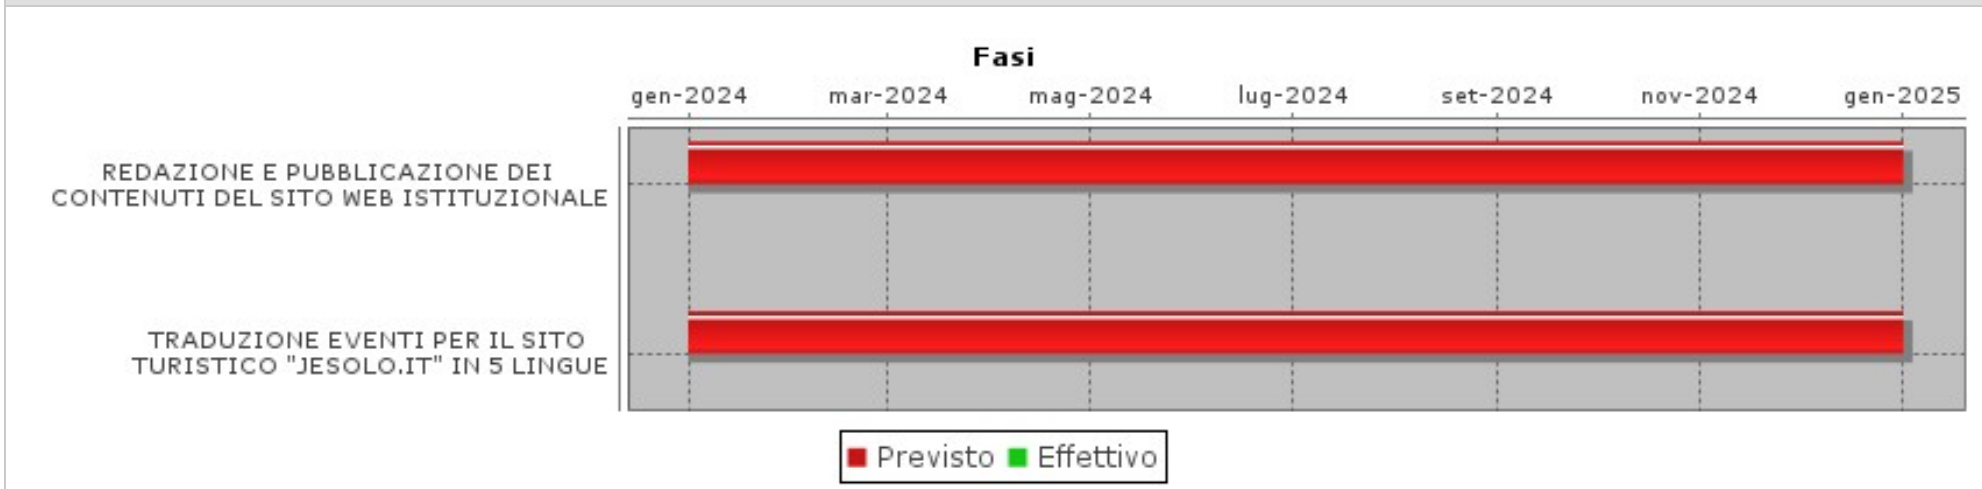 Fasi
gen-2024 mar-2024 mag-2024 lug-2024 set-2024 nov-2024 gen-2025
REDAZIONE E PUBBLICAZIONE DEI
CONTENUTI DEL SITO WEB ISTITUZIONALE
TRADUZIONE EVENTI PER IL SITO
TURISTICO "JESOLO.IT" IN 5 LINGUE
Previsto Effettivo